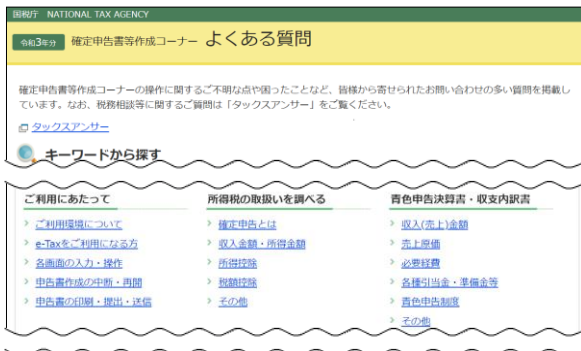 国税庁 NATIONAL TAX AGENCY
令和3年分 確定申告書等作成コーナー よくある質問
確定申告書等作成コーナーの操作に関するご不明な点や困ったことなど、皆様から寄せられたお問い合わせの多い質問を掲載し
ています。なお、税務相談等に関するご質問は「タックスアンサー」をご覧ください。
タックスアンサー
キーワードから探す
ご利用にあたって
ご利用環境について
e-Taxをご利用になる方
各画面の入力・操作
申告書作成の中断・再開
申告書の印刷・提出・送信
所得税の取扱いを調べる
確定申告とは
収入金額・所得金額
所得控除
税額控除
その他
青色申告決算書・収支内訳書
収入(売上)金額
売上原価
必要経費
各種引当金・準備金等
青色申告制度
その他